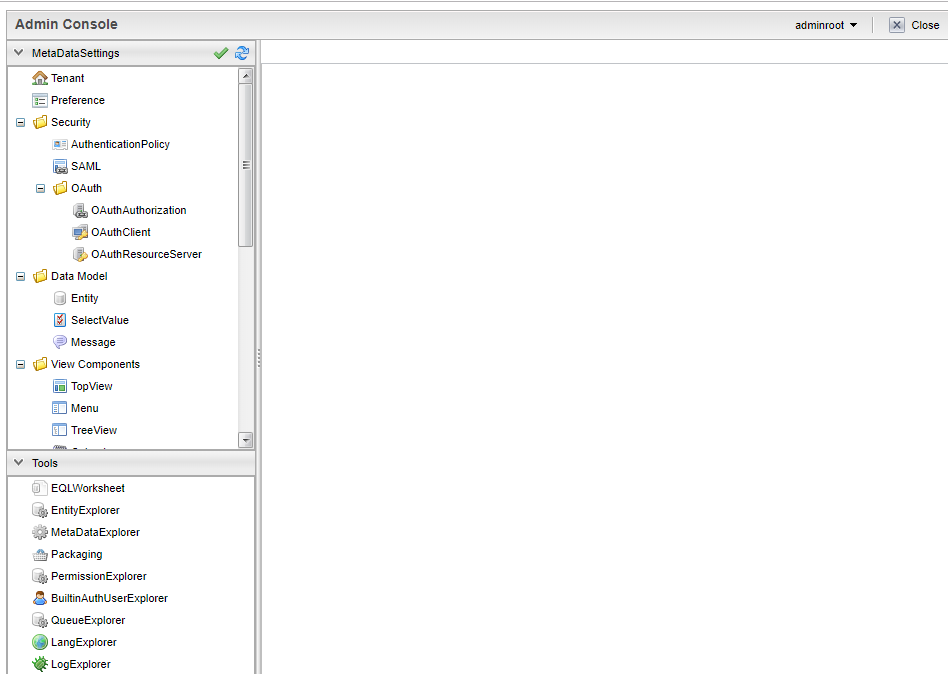 Admin Console
adminroot
Close
MetaDataSettings
Tenant
Preference
Security
AuthenticationPolicy
SAML
OAuth
OAuthAuthorization
OAuthClient
OAuthResourceServer
Data Model
Entity
SelectValue
Message
View Components
TopView
Menu
TreeView
Tools
EQLWorksheet
EntityExplorer
MetaDataExplorer
Packaging
PermissionExplorer
BuiltinAuthUserExplorer
QueueExplorer
LangExplorer
LogExplorer